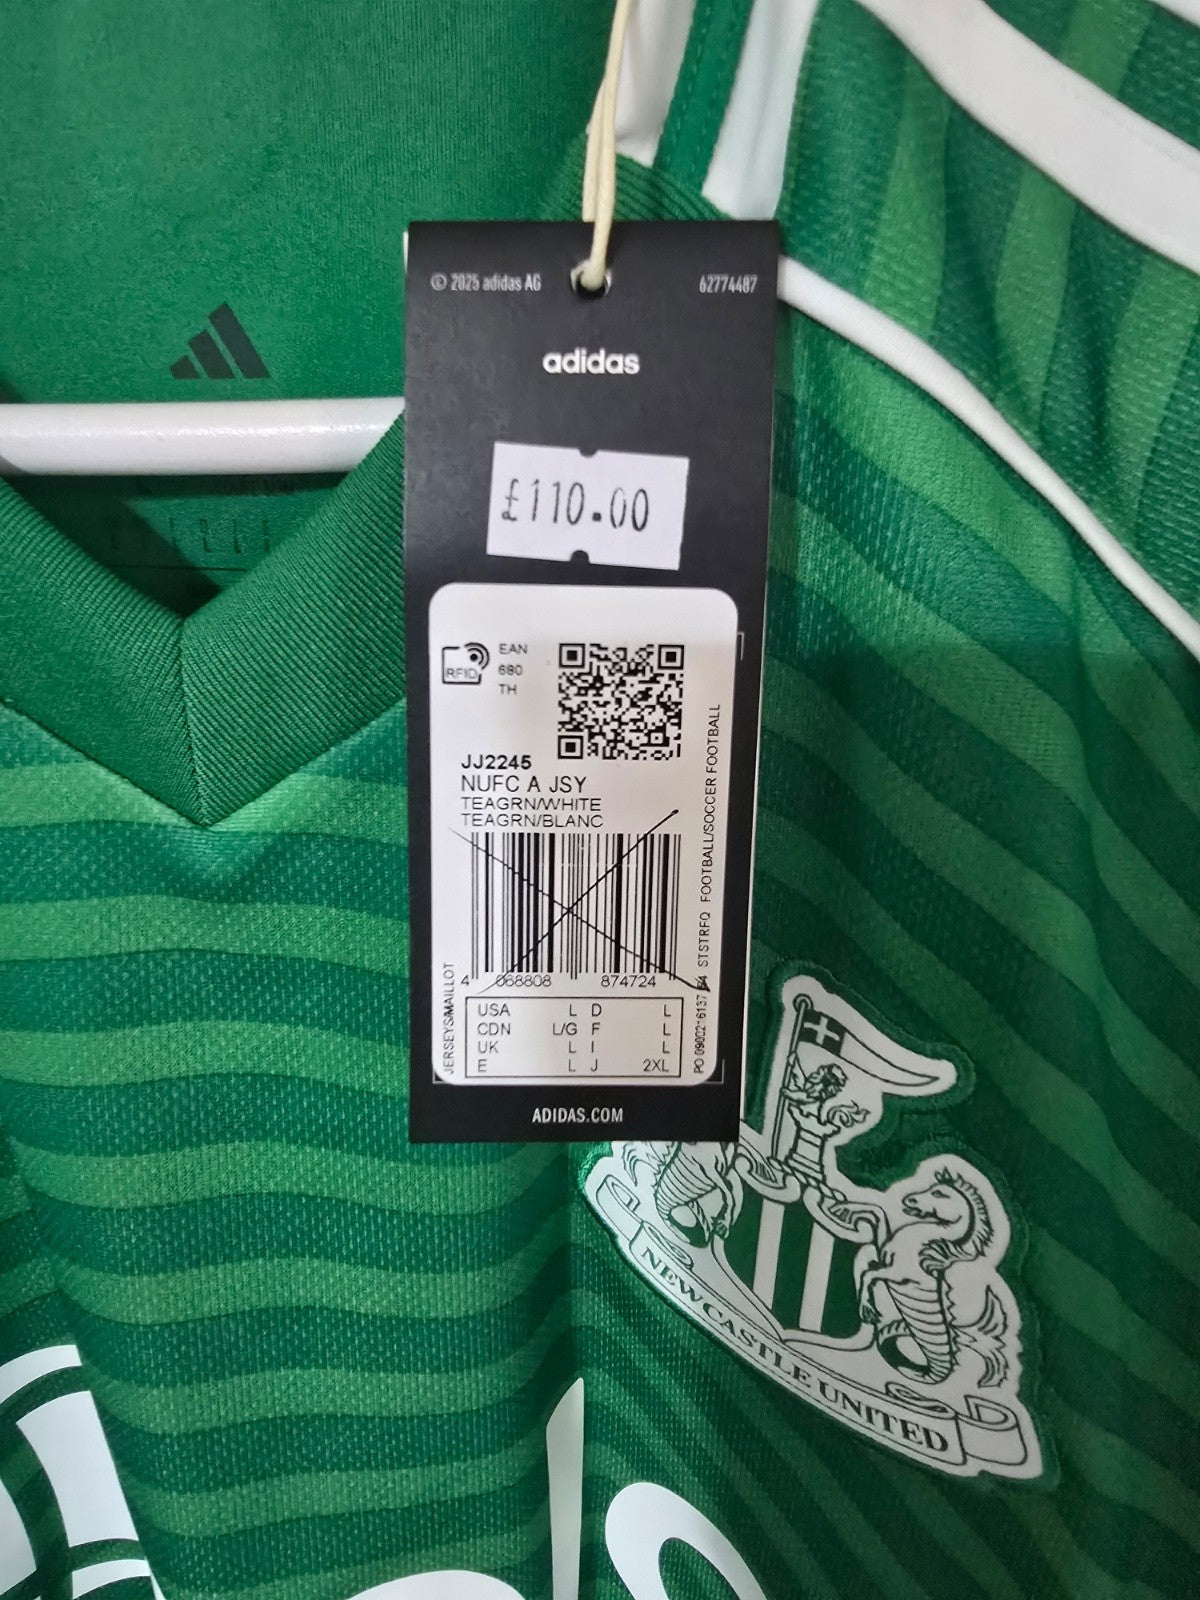 © 2025 adidas AG
62774487
adidas
£110.00
RFID
EAN
680
TH
JJ2245
NUFC A JSY
TEAGRN/WHITE
TEAGRN/BLANC
4 068808 874724
USA L D L
CDN L/G F L
UK L I L
E L J 2XL
JERSEYS/MAILLOT
STSTRFQ FOOTBALL/SOCCER FOOTBALL
ADIDAS.COM
NEWCASTLE UNITED